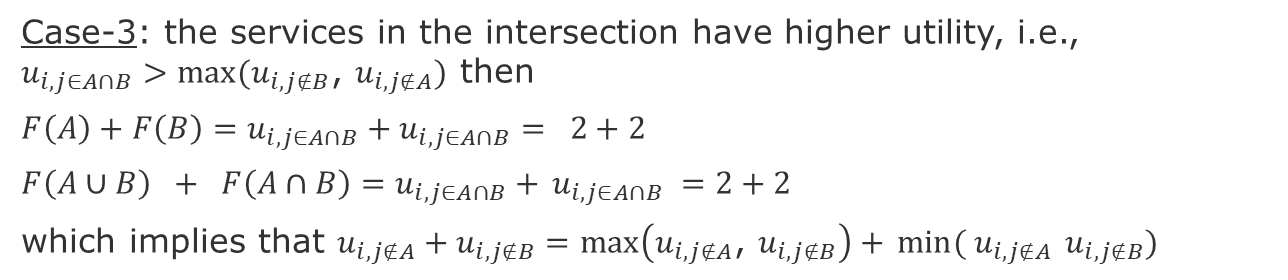 Case-3: the services in the intersection have higher utility, i.e.,
u_{i,j∈A∩B} > max(u_{i,j∉B}, u_{i,j∉A}) then
F(A) + F(B) = u_{i,j∈A∩B} + u_{i,j∈A∩B} = 2 + 2
F(A ∪ B) + F(A ∩ B) = u_{i,j∈A∩B} + u_{i,j∈A∩B} = 2 + 2
which implies that u_{i,j∉A} + u_{i,j∉B} = max(u_{i,j∉A}, u_{i,j∉B}) + min( u_{i,j∉A} u_{i,j∉B})